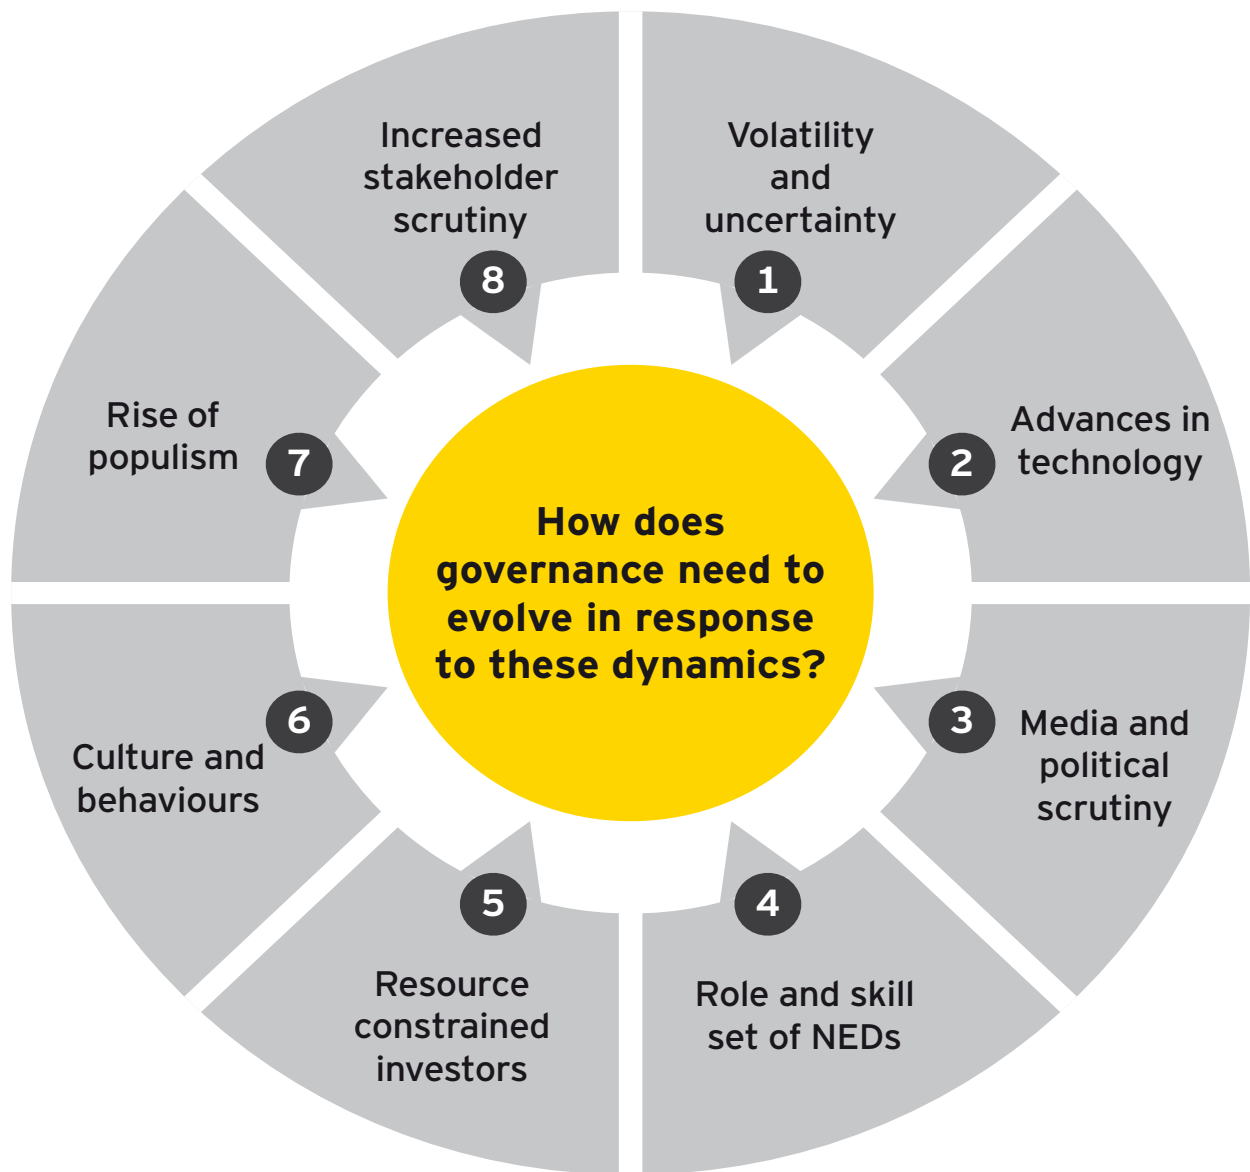 How does
governance need to
evolve in response
to these dynamics?
Volatility
and
uncertainty
1
Advances in
technology
2
Media and
political
scrutiny
3
4
Role and skill
set of NEDs
5
Resource
constrained
investors
6
Culture and
behaviours
Rise of
populism
7
Increased
stakeholder
scrutiny
8